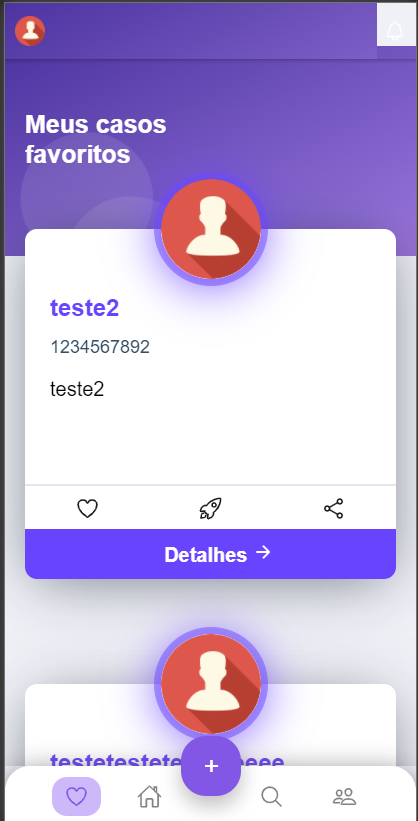 Meus casos
favoritos
teste2
1234567892
teste2
Detalhes →
+